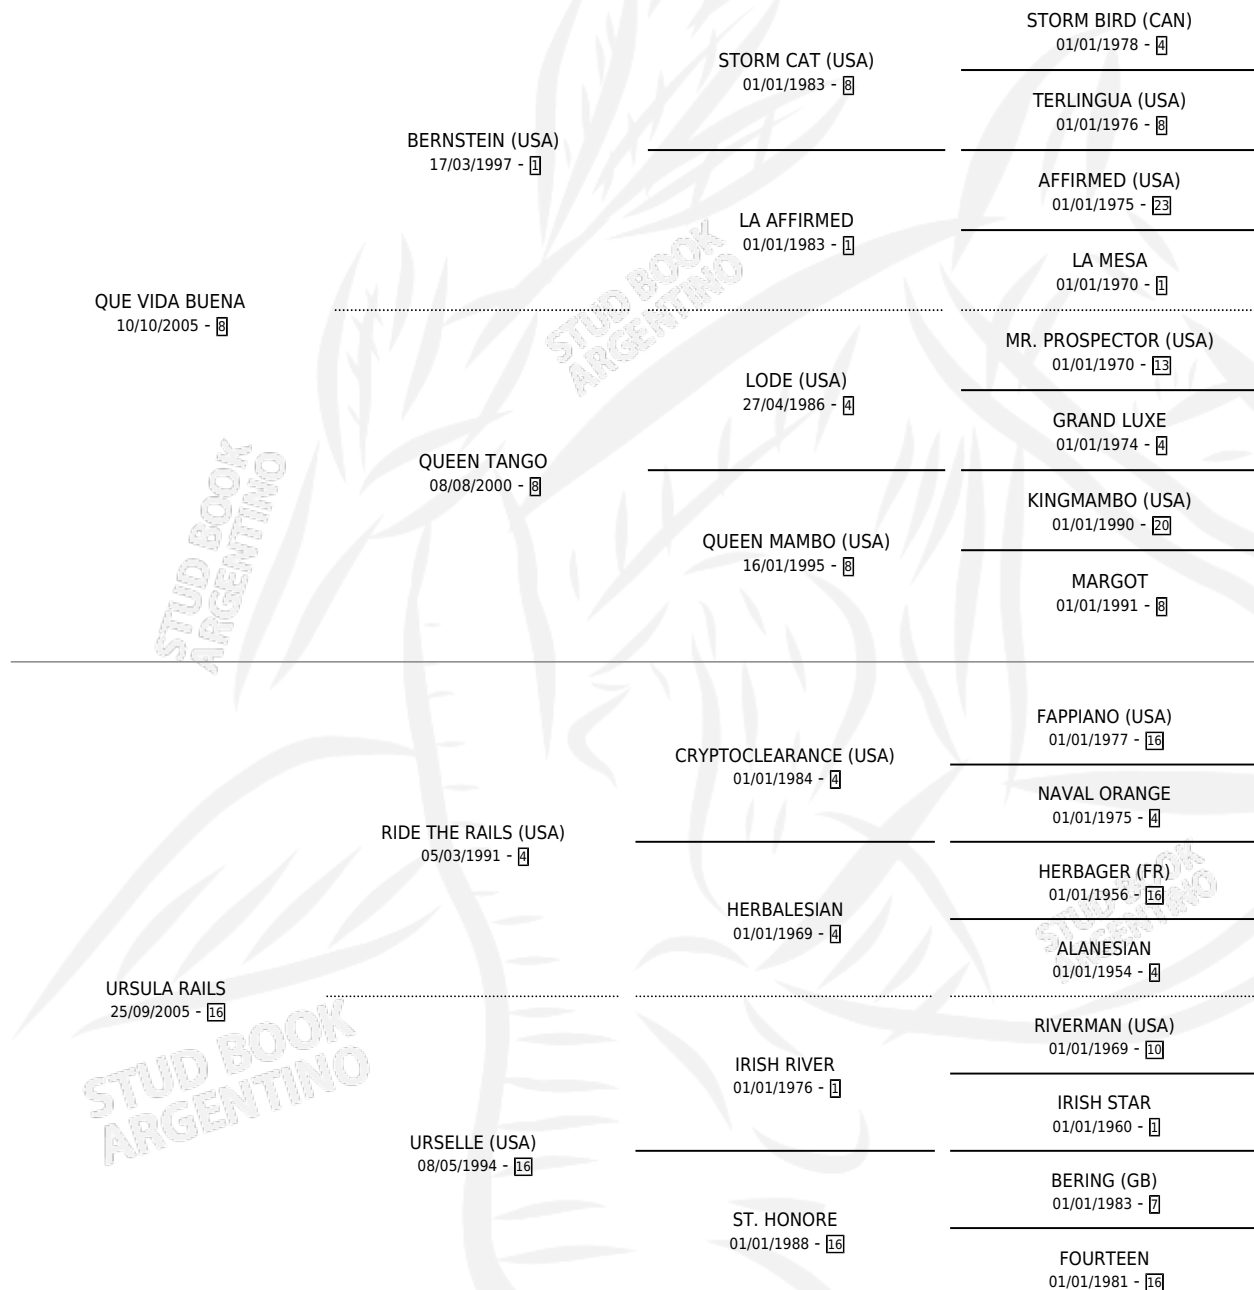 STORM BIRD (CAN)
01/01/1978 - 4
STORM CAT (USA)
01/01/1983 - 8
TERLINGUA (USA)
01/01/1976 - 8
BERNSTEIN (USA)
17/03/1997 - 1
AFFIRMED (USA)
01/01/1975 - 23
LA AFFIRMED
01/01/1983 - 1
LA MESA
01/01/1970 - 1
QUE VIDA BUENA
10/10/2005 - 8
MR. PROSPECTOR (USA)
01/01/1970 - 13
LODE (USA)
27/04/1986 - 4
GRAND LUXE
01/01/1974 - 4
QUEEN TANGO
08/08/2000 - 8
KINGMAMBO (USA)
01/01/1990 - 20
QUEEN MAMBO (USA)
16/01/1995 - 8
MARGOT
01/01/1991 - 8
FAPPIANO (USA)
01/01/1977 - 16
CRYPTOCLEARANCE (USA)
01/01/1984 - 4
NAVAL ORANGE
01/01/1975 - 4
RIDE THE RAILS (USA)
05/03/1991 - 4
HERBAGER (FR)
01/01/1956 - 16
HERBALESIAN
01/01/1969 - 4
ALANESIAN
01/01/1954 - 4
URSULA RAILS
25/09/2005 - 16
RIVERMAN (USA)
01/01/1969 - 10
IRISH RIVER
01/01/1976 - 1
IRISH STAR
01/01/1960 - 1
URSELLE (USA)
08/05/1994 - 16
BERING (GB)
01/01/1983 - 7
ST. HONORE
01/01/1988 - 16
FOURTEEN
01/01/1981 - 16
STUD BOOK
ARGENTINO
STUD BOOK
ARGENTINO
STUD BOOK
ARGENTINO
STUD BOOK
ARGENTINO